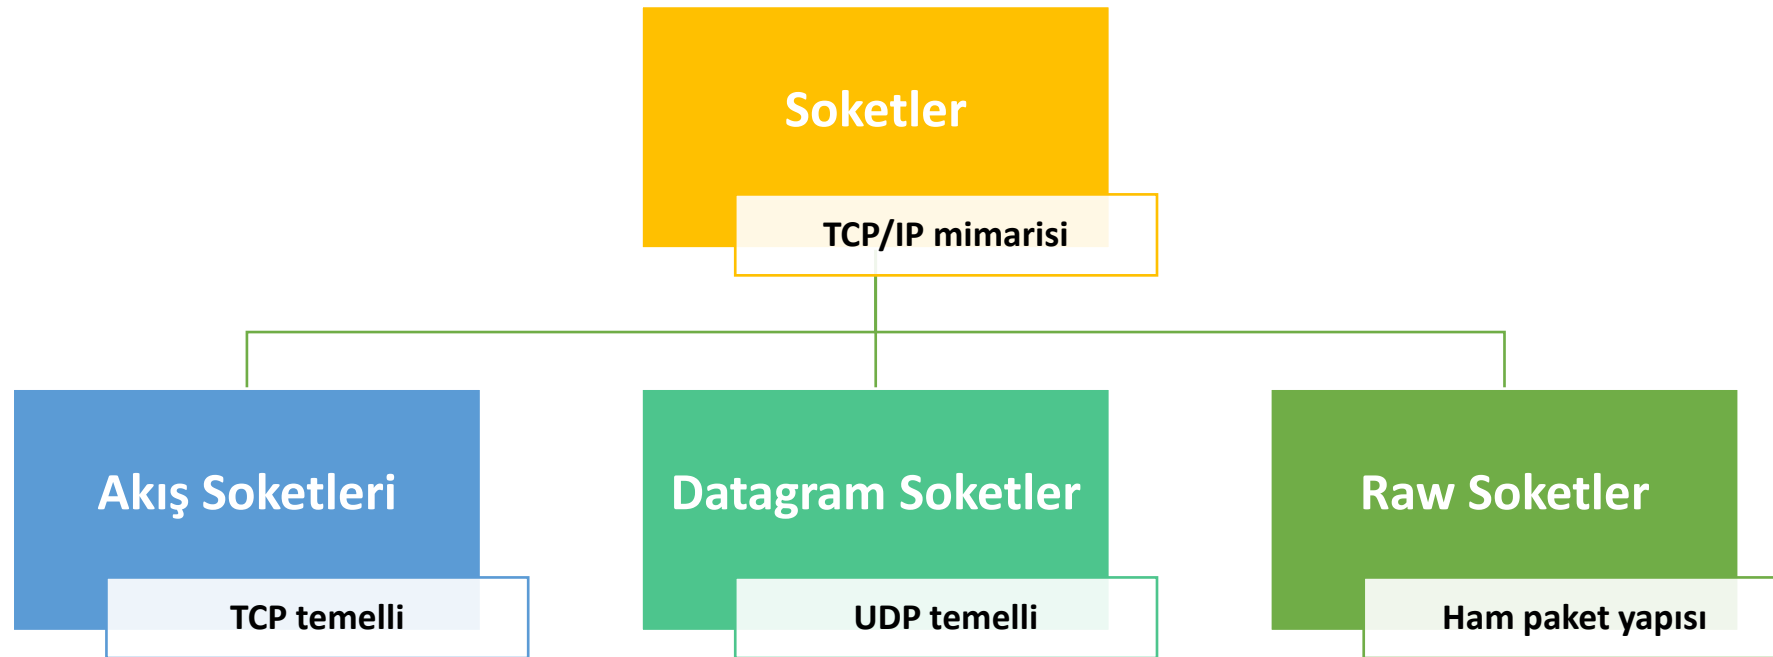 Soketler
TCP/IP mimarisi
Akış Soketleri
TCP temelli
Datagram Soketler
UDP temelli
Raw Soketler
Ham paket yapısı